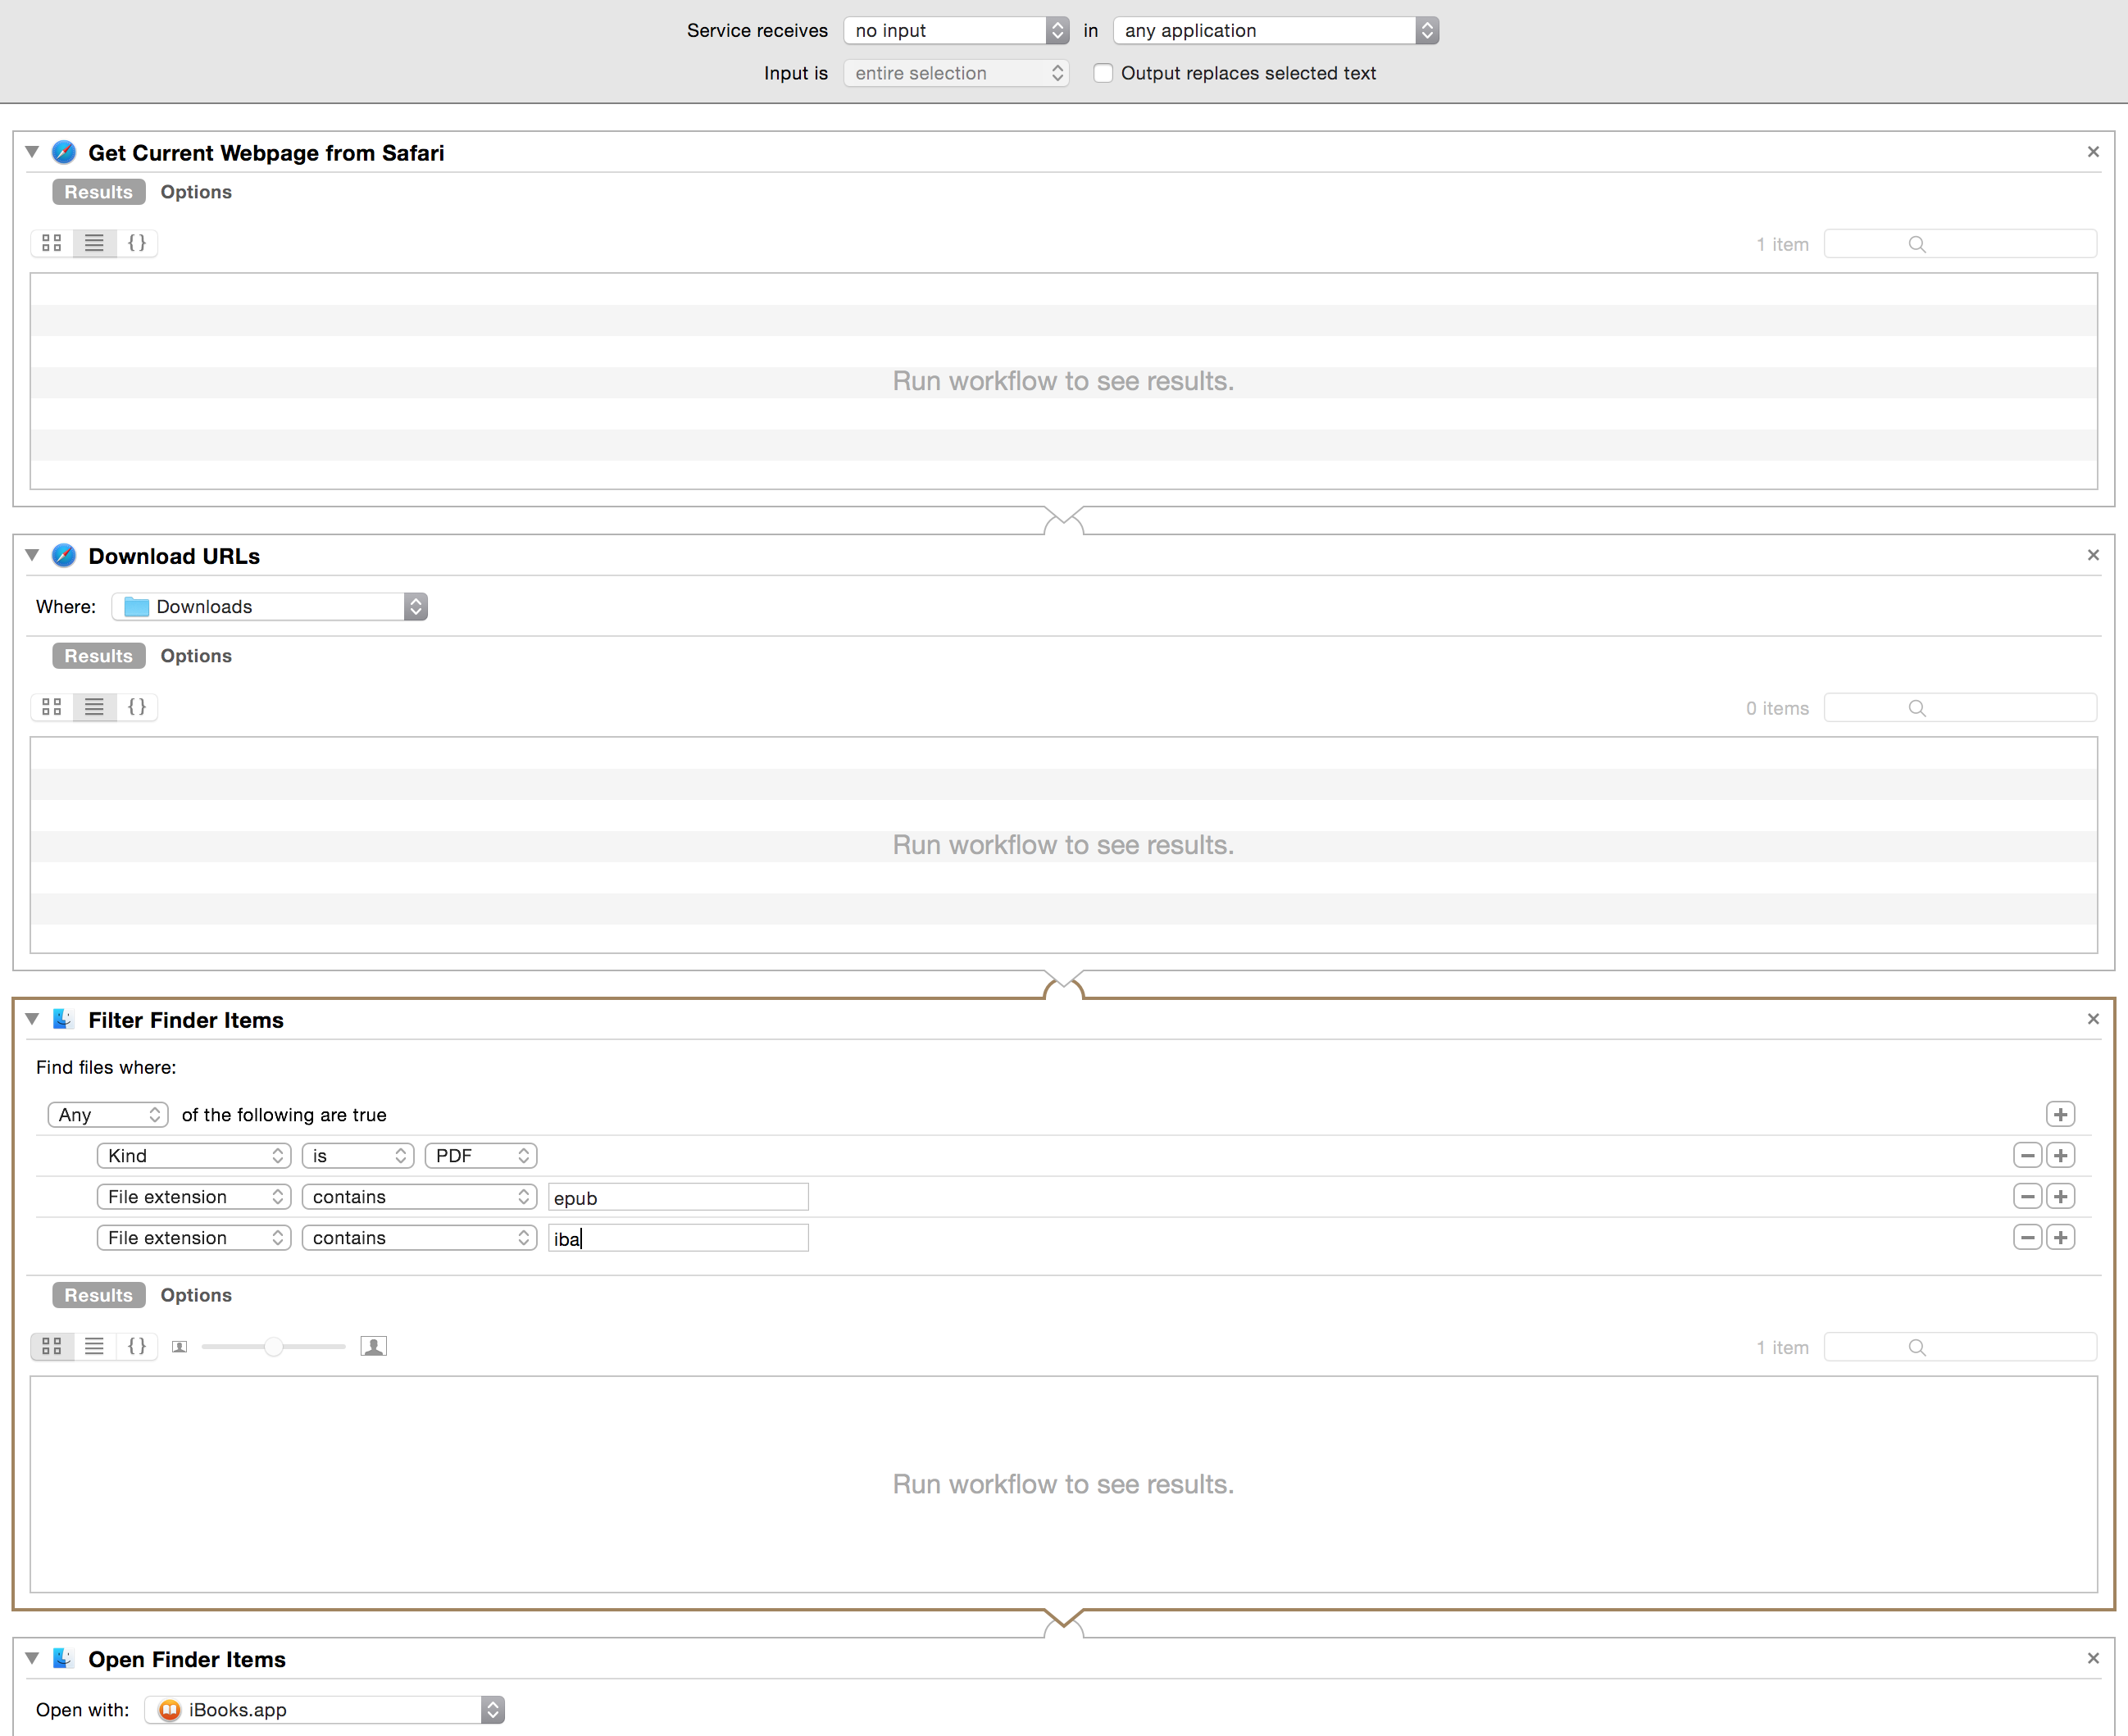 Service receives no input in any application
Input is entire selection Output replaces selected text
Get Current Webpage from Safari
Results Options
{ } 1 item
Run workflow to see results.
Download URLs
Where: Downloads
Results Options
{ } 0 items
Run workflow to see results.
Filter Finder Items
Find files where:
Any of the following are true
Kind is PDF
File extension contains epub
File extension contains iba
Results Options
{ } 1 item
Run workflow to see results.
Open Finder Items
Open with: iBooks.app